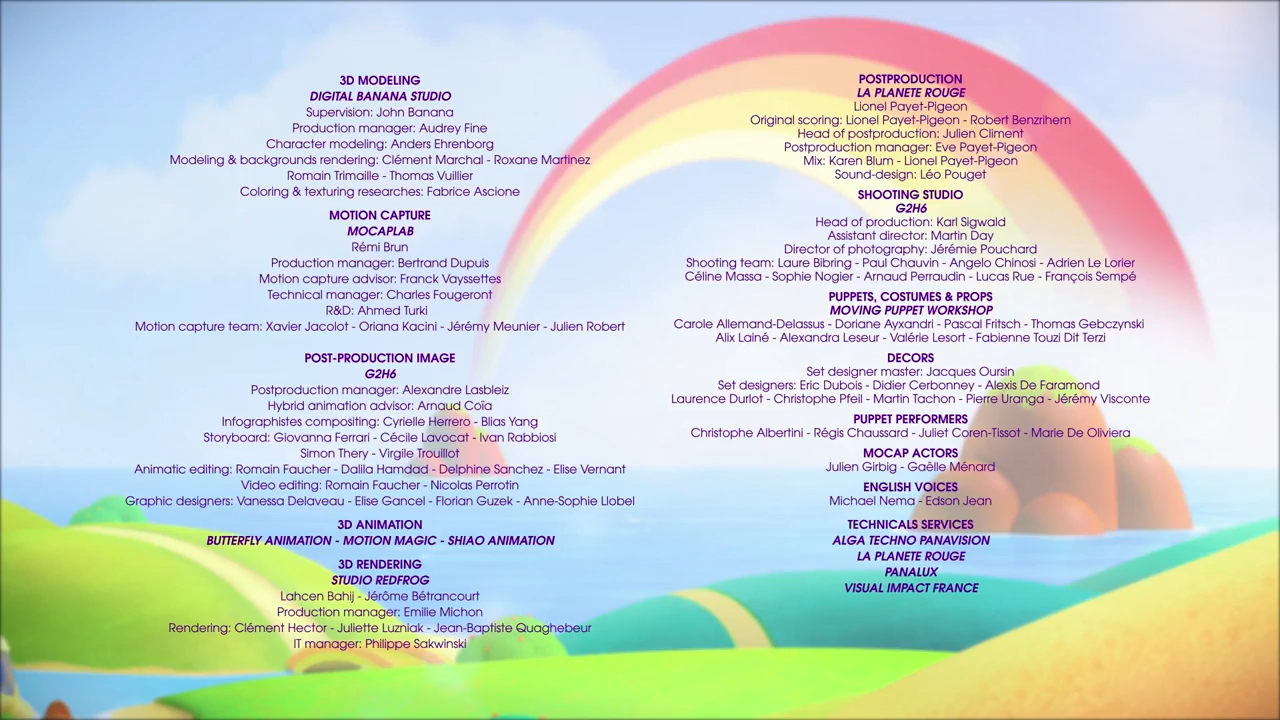 3D MODELING
DIGITAL BANANA STUDIO
Supervision: John Banana
Production manager: Audrey Fine
Character modeling: Anders Ehrenborg
Modeling & backgrounds rendering: Clément Marchal - Roxane Martinez
Romain Trimaille - Thomas Vuillier
Coloring & texturing researches: Fabrice Ascione
MOTION CAPTURE
MOCAPLAB
Rémi Brun
Production manager: Bertrand Dupuis
Motion capture advisor: Franck Vayssettes
Technical manager: Charles Fougeront
R&D: Ahmed Turki
Motion capture team: Xavier Jacolot - Oriana Kacini - Jérémy Meunier - Julien Robert
POST-PRODUCTION IMAGE
G2H6
Postproduction manager: Alexandre Lasbleiz
Hybrid animation advisor: Arnaud Coïa
Infographistes compositing: Cyrielle Herrero - Blias Yang
Storyboard: Giovanna Ferrari - Cécile Lavocat - Ivan Rabbiosi
Simon Thery - Virgile Trouillot
Animatic editing: Romain Faucher - Dalila Hamdad - Delphine Sanchez - Elise Vernant
Video editing: Romain Faucher - Nicolas Perrotin
Graphic designers: Vanessa Delaveau - Elise Gancel - Florian Guzek - Anne-Sophie Llobel
3D ANIMATION
BUTTERFLY ANIMATION - MOTION MAGIC - SHIAO ANIMATION
3D RENDERING
STUDIO REDFROG
Lahcen Bahij - Jérôme Bétrancourt
Production manager: Emilie Michon
Rendering: Clément Hector - Juliette Luzniak - Jean-Baptiste Quaghebeur
IT manager: Philippe Sakwinski
POSTPRODUCTION
LA PLANETE ROUGE
Lionel Payet-Pigeon
Original scoring: Lionel Payet-Pigeon - Robert Benzrihem
Head of postproduction: Julien Climent
Postproduction manager: Eve Payet-Pigeon
Mix: Karen Blum - Lionel Payet-Pigeon
Sound-design: Léo Pouget
SHOOTING STUDIO
G2H6
Head of production: Karl Sigwald
Assistant director: Martin Day
Director of photography: Jérémie Pouchard
Shooting team: Laure Bibring - Paul Chauvin - Angelo Chinosi - Adrien Le Lorier
Céline Massa - Sophie Nogier - Arnaud Perraudin - Lucas Rue - François Sempé
PUPPETS, COSTUMES & PROPS
MOVING PUPPET WORKSHOP
Carole Allemand-Delassus - Doriane Ayxandri - Pascal Fritsch - Thomas Gebczynski
Alix Lainé - Alexandra Leseur - Valérie Lesort - Fabienne Touzi Dit Terzi
DECORS
Set designer master: Jacques Oursin
Set designers: Eric Dubois - Didier Cerbonney - Alexis De Faramond
Laurence Durlot - Christophe Pfeil - Martin Tachon - Pierre Uranga - Jérémy Visconte
PUPPET PERFORMERS
Christophe Albertini - Régis Chaussard - Juliet Coren-Tissot - Marie De Oliviera
MOCAP ACTORS
Julien Girbig - Gaëlle Ménard
ENGLISH VOICES
Michael Nema - Edson Jean
TECHNICALS SERVICES
ALGA TECHNO PANAVISION
LA PLANETE ROUGE
PANALUX
VISUAL IMPACT FRANCE